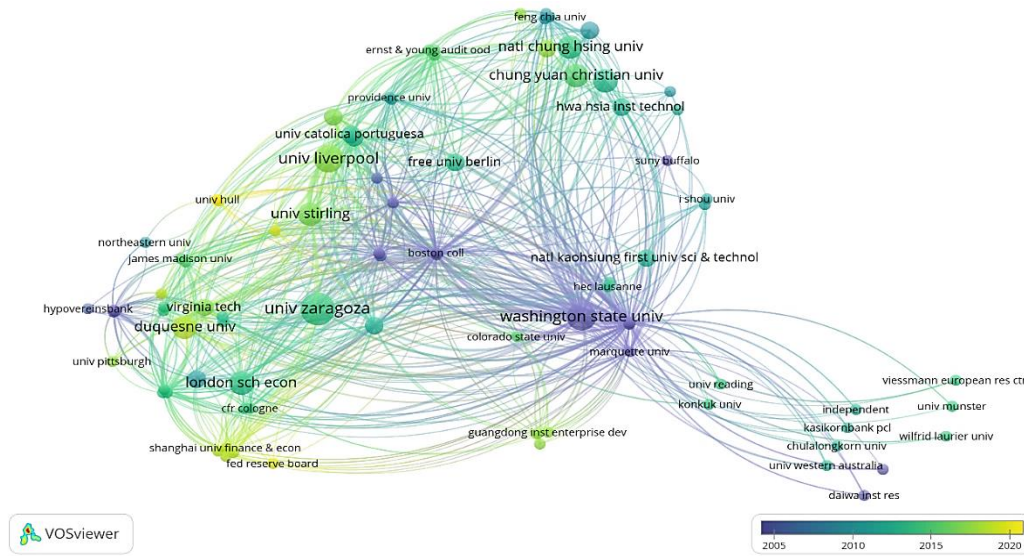 feng chia univ
natl chung hsing univ
ernst & young audit ood
chung yuan christian univ
providence univ
hwa hsia inst technol
univ catolica portuguesa
univ liverpool
free univ berlin
suny buffalo
univ hull
i shou univ
univ stirling
northeastern univ
boston coll
james madison univ
natl kaohsiung first univ sci & technol
hec lausanne
hypovereinsbank
virginia tech
univ zaragoza
washington state univ
duquesne univ
colorado state univ
marquette univ
univ pittsburgh
london sch econ
univ reading
viessmann european res ctr
cfr cologne
konkuk univ
independent
univ munster
kasikornbank pcl
guangdong inst enterprise dev
wilfrid laurier univ
shanghai univ finance & econ
chulalongkorn univ
fed reserve board
univ western australia
daiwa inst res
VOSviewer
2005 2010 2015 2020